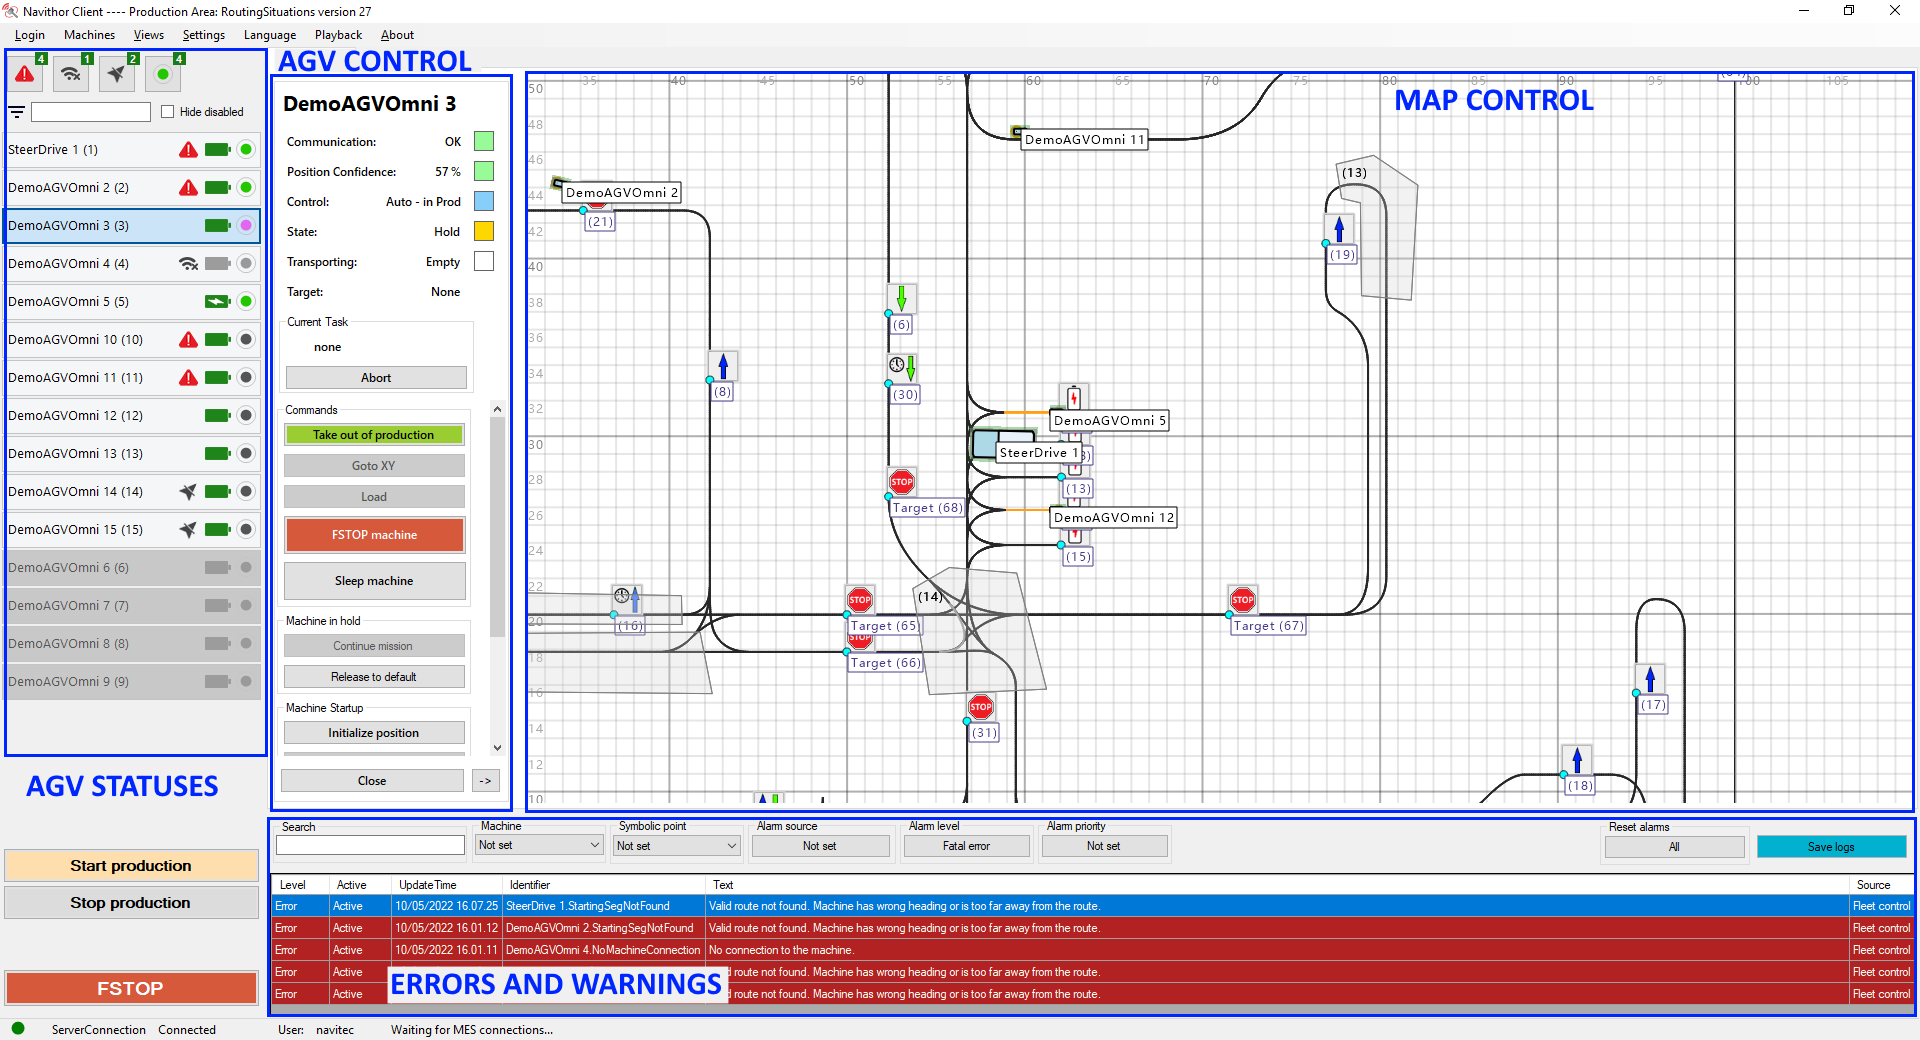 Navithor Client ---- Production Area: RoutingSituations version 27
Login Machines Views Settings Language Playback About
4 1 2 4
Hide disabled
SteerDrive 1 (1)
DemoAGVOmni 2 (2)
DemoAGVOmni 3 (3)
DemoAGVOmni 4 (4)
DemoAGVOmni 5 (5)
DemoAGVOmni 10 (10)
DemoAGVOmni 11 (11)
DemoAGVOmni 12 (12)
DemoAGVOmni 13 (13)
DemoAGVOmni 14 (14)
DemoAGVOmni 15 (15)
DemoAGVOmni 6 (6)
DemoAGVOmni 7 (7)
DemoAGVOmni 8 (8)
DemoAGVOmni 9 (9)
AGV STATUSES
Start production
Stop production
FSTOP
AGV CONTROL
DemoAGVOmni 3
Communication: OK
Position Confidence: 57 %
Control: Auto - in Prod
State: Hold
Transporting: Empty
Target: None
Current Task
none
Abort
Commands
Take out of production
Goto XY
Load
FSTOP machine
Sleep machine
Machine in hold
Continue mission
Release to default
Machine Startup
Initialize position
Close ->
MAP CONTROL
35 40 45 50 55 60 65 70 75 80 85 90 95 100 105
50
48
46
44
42
40
38
36
34
32
30
28
26
24
22
20
18
16
14
12
10
DemoAGVOmni 11
DemoAGVOmni 2
(21)
(13)
(19)
(6)
(8)
(30)
DemoAGVOmni 5
SteerDrive 1
STOP
Target (68)
(13)
DemoAGVOmni 12
(15)
(14)
(16)
STOP
Target (65)
STOP
Target (66)
STOP
Target (67)
STOP
(31)
(17)
(18)
Search
Machine
Not set
Symbolic point
Not set
Alarm source
Not set
Alarm level
Fatal error
Alarm priority
Not set
Reset alarms
All
Save logs
Level Active UpdateTime Identifier Text Source
Error Active 10/05/2022 16.07.25 SteerDrive 1.StartingSegNotFound Valid route not found. Machine has wrong heading or is too far away from the route. Fleet control
Error Active 10/05/2022 16.01.12 DemoAGVOmni 2.StartingSegNotFound Valid route not found. Machine has wrong heading or is too far away from the route. Fleet control
Error Active 10/05/2022 16.01.11 DemoAGVOmni 4.NoMachineConnection No connection to the machine. Fleet control
Error Active route not found. Machine has wrong heading or is too far away from the route. Fleet control
Error Active route not found. Machine has wrong heading or is too far away from the route. Fleet control
ERRORS AND WARNINGS
ServerConnection Connected User: navitec Waiting for MES connections...